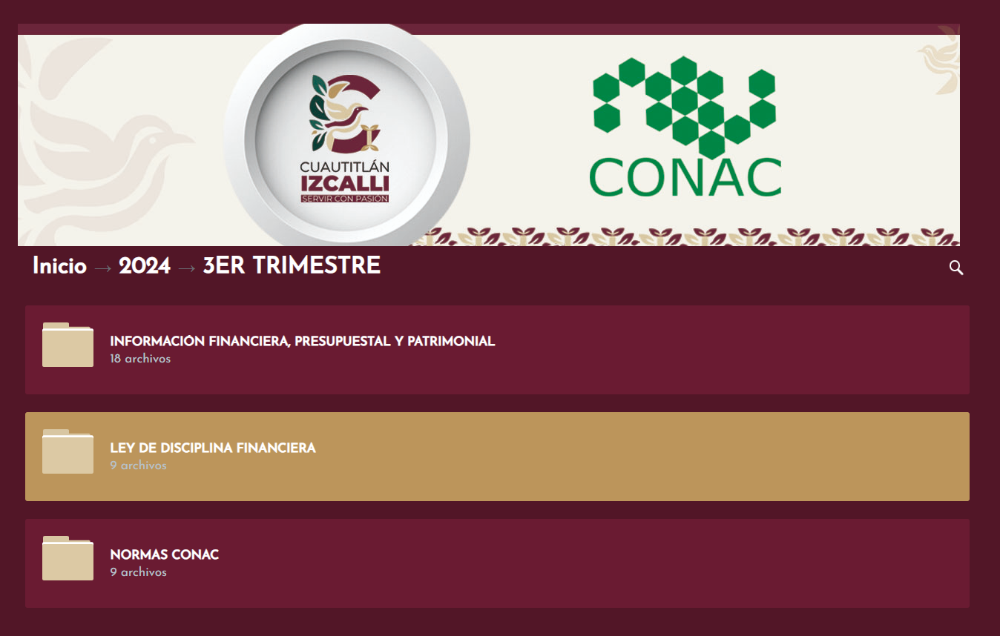 CUAUTITLÁN
IZCALLI
SERVIR CON PASIÓN
CONAC
Inicio → 2024 → 3ER TRIMESTRE
INFORMACIÓN FINANCIERA, PRESUPUESTAL Y PATRIMONIAL
18 archivos
LEY DE DISCIPLINA FINANCIERA
9 archivos
NORMAS CONAC
9 archivos